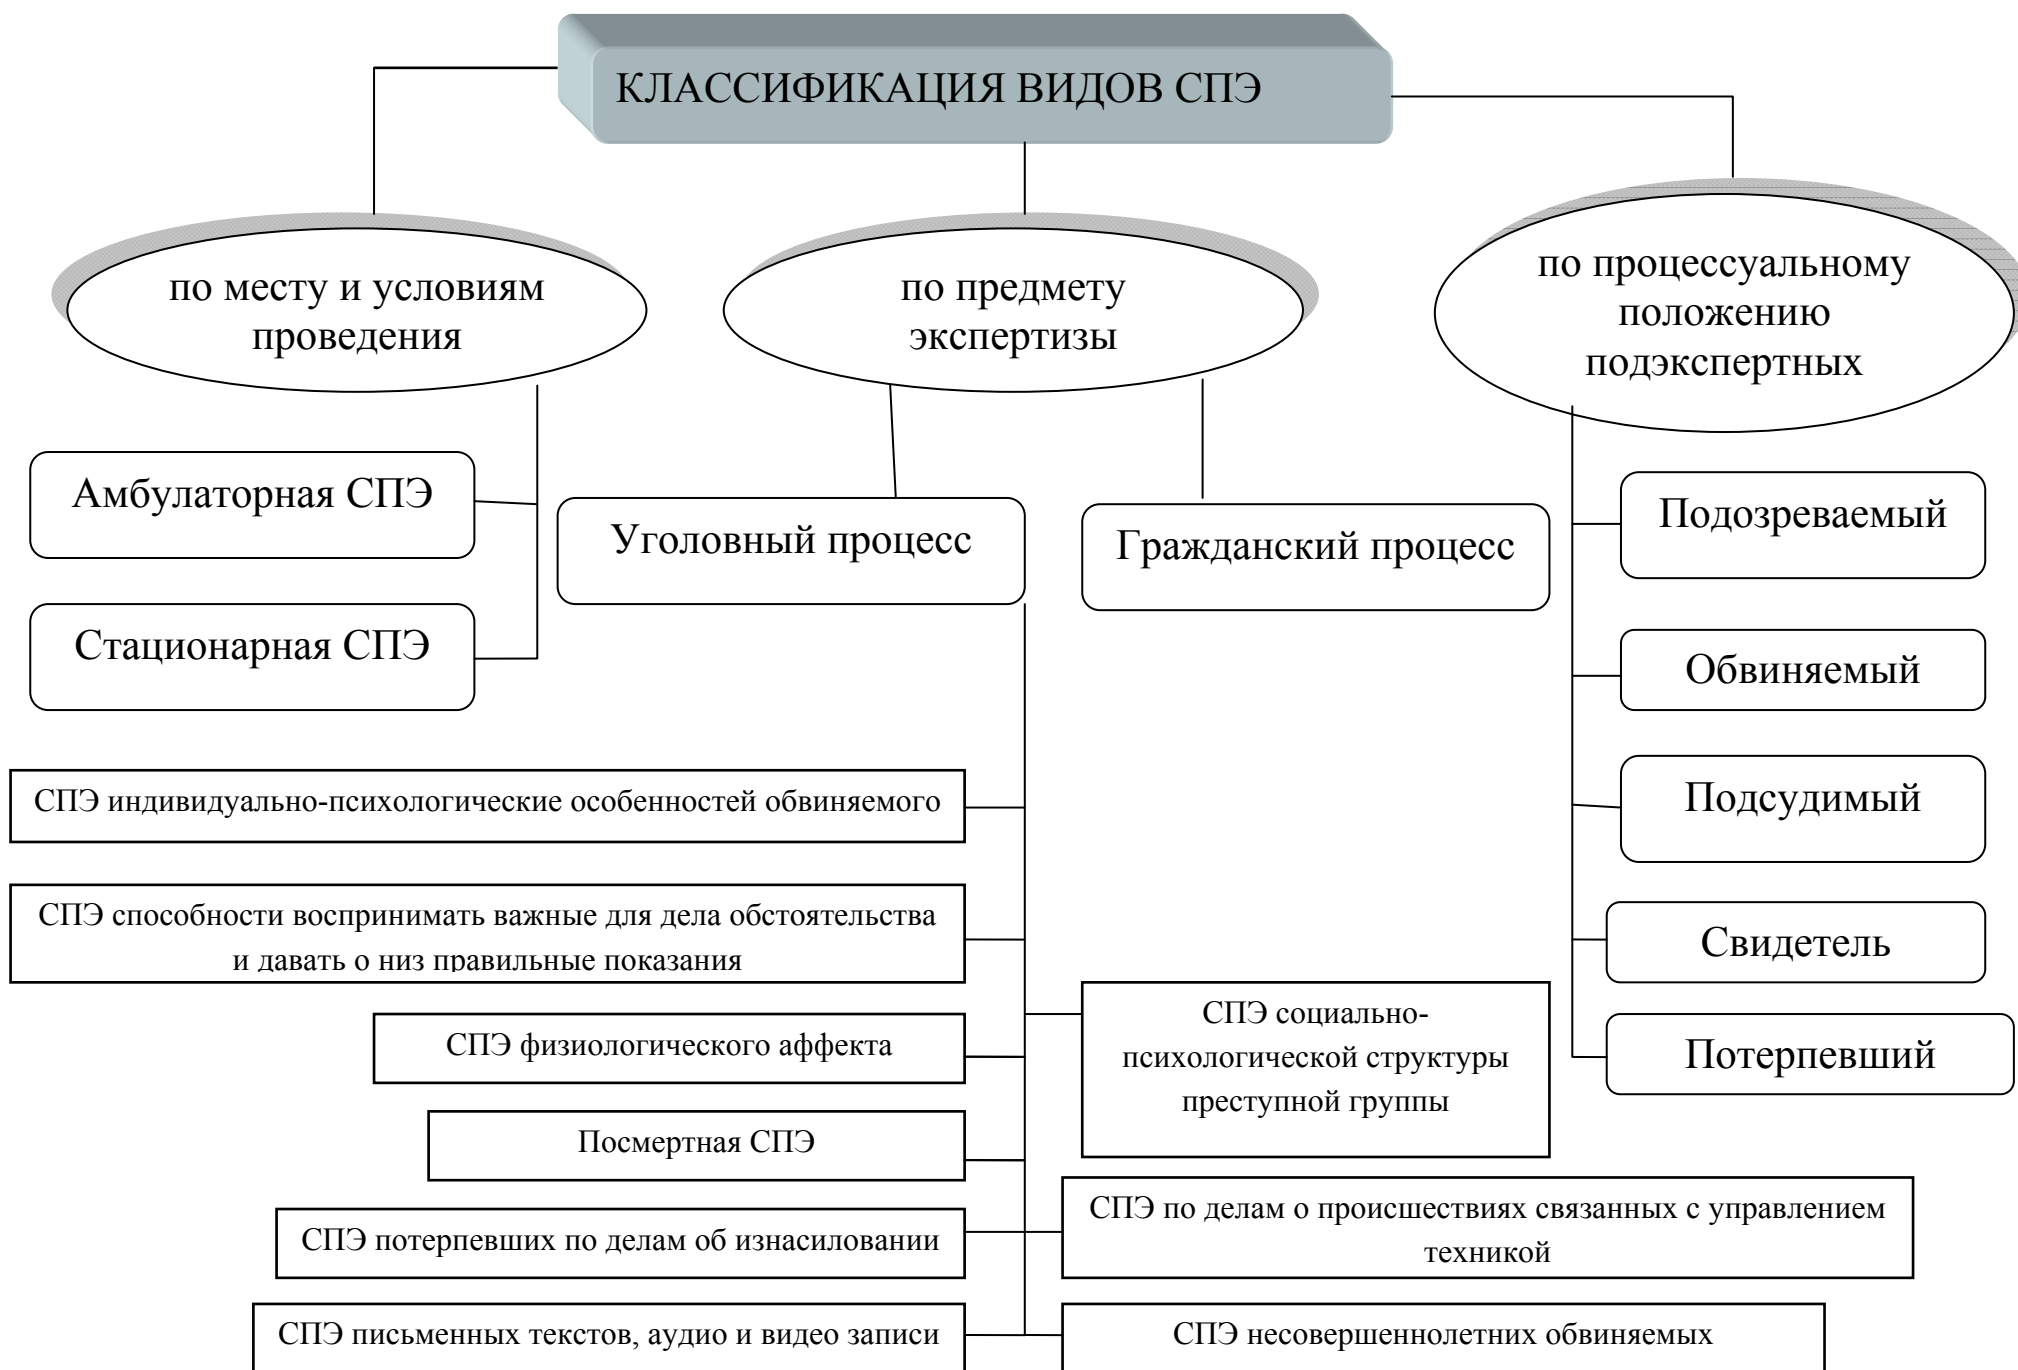 КЛАССИФИКАЦИЯ ВИДОВ СПЭ
по месту и условиям
проведения
по предмету
экспертизы
по процессуальному
положению
подэкспертных
Амбулаторная СПЭ
Стационарная СПЭ
Уголовный процесс
Гражданский процесс
Подозреваемый
Обвиняемый
Подсудимый
Свидетель
Потерпевший
СПЭ индивидуально-психологические особенностей обвиняемого
СПЭ способности воспринимать важные для дела обстоятельства
и давать о низ правильные показания
СПЭ физиологического аффекта
Посмертная СПЭ
СПЭ потерпевших по делам об изнасиловании
СПЭ письменных текстов, аудио и видео записи
СПЭ социально-
психологической структуры
преступной группы
СПЭ по делам о происшествиях связанных с управлением
техникой
СПЭ несовершеннолетних обвиняемых